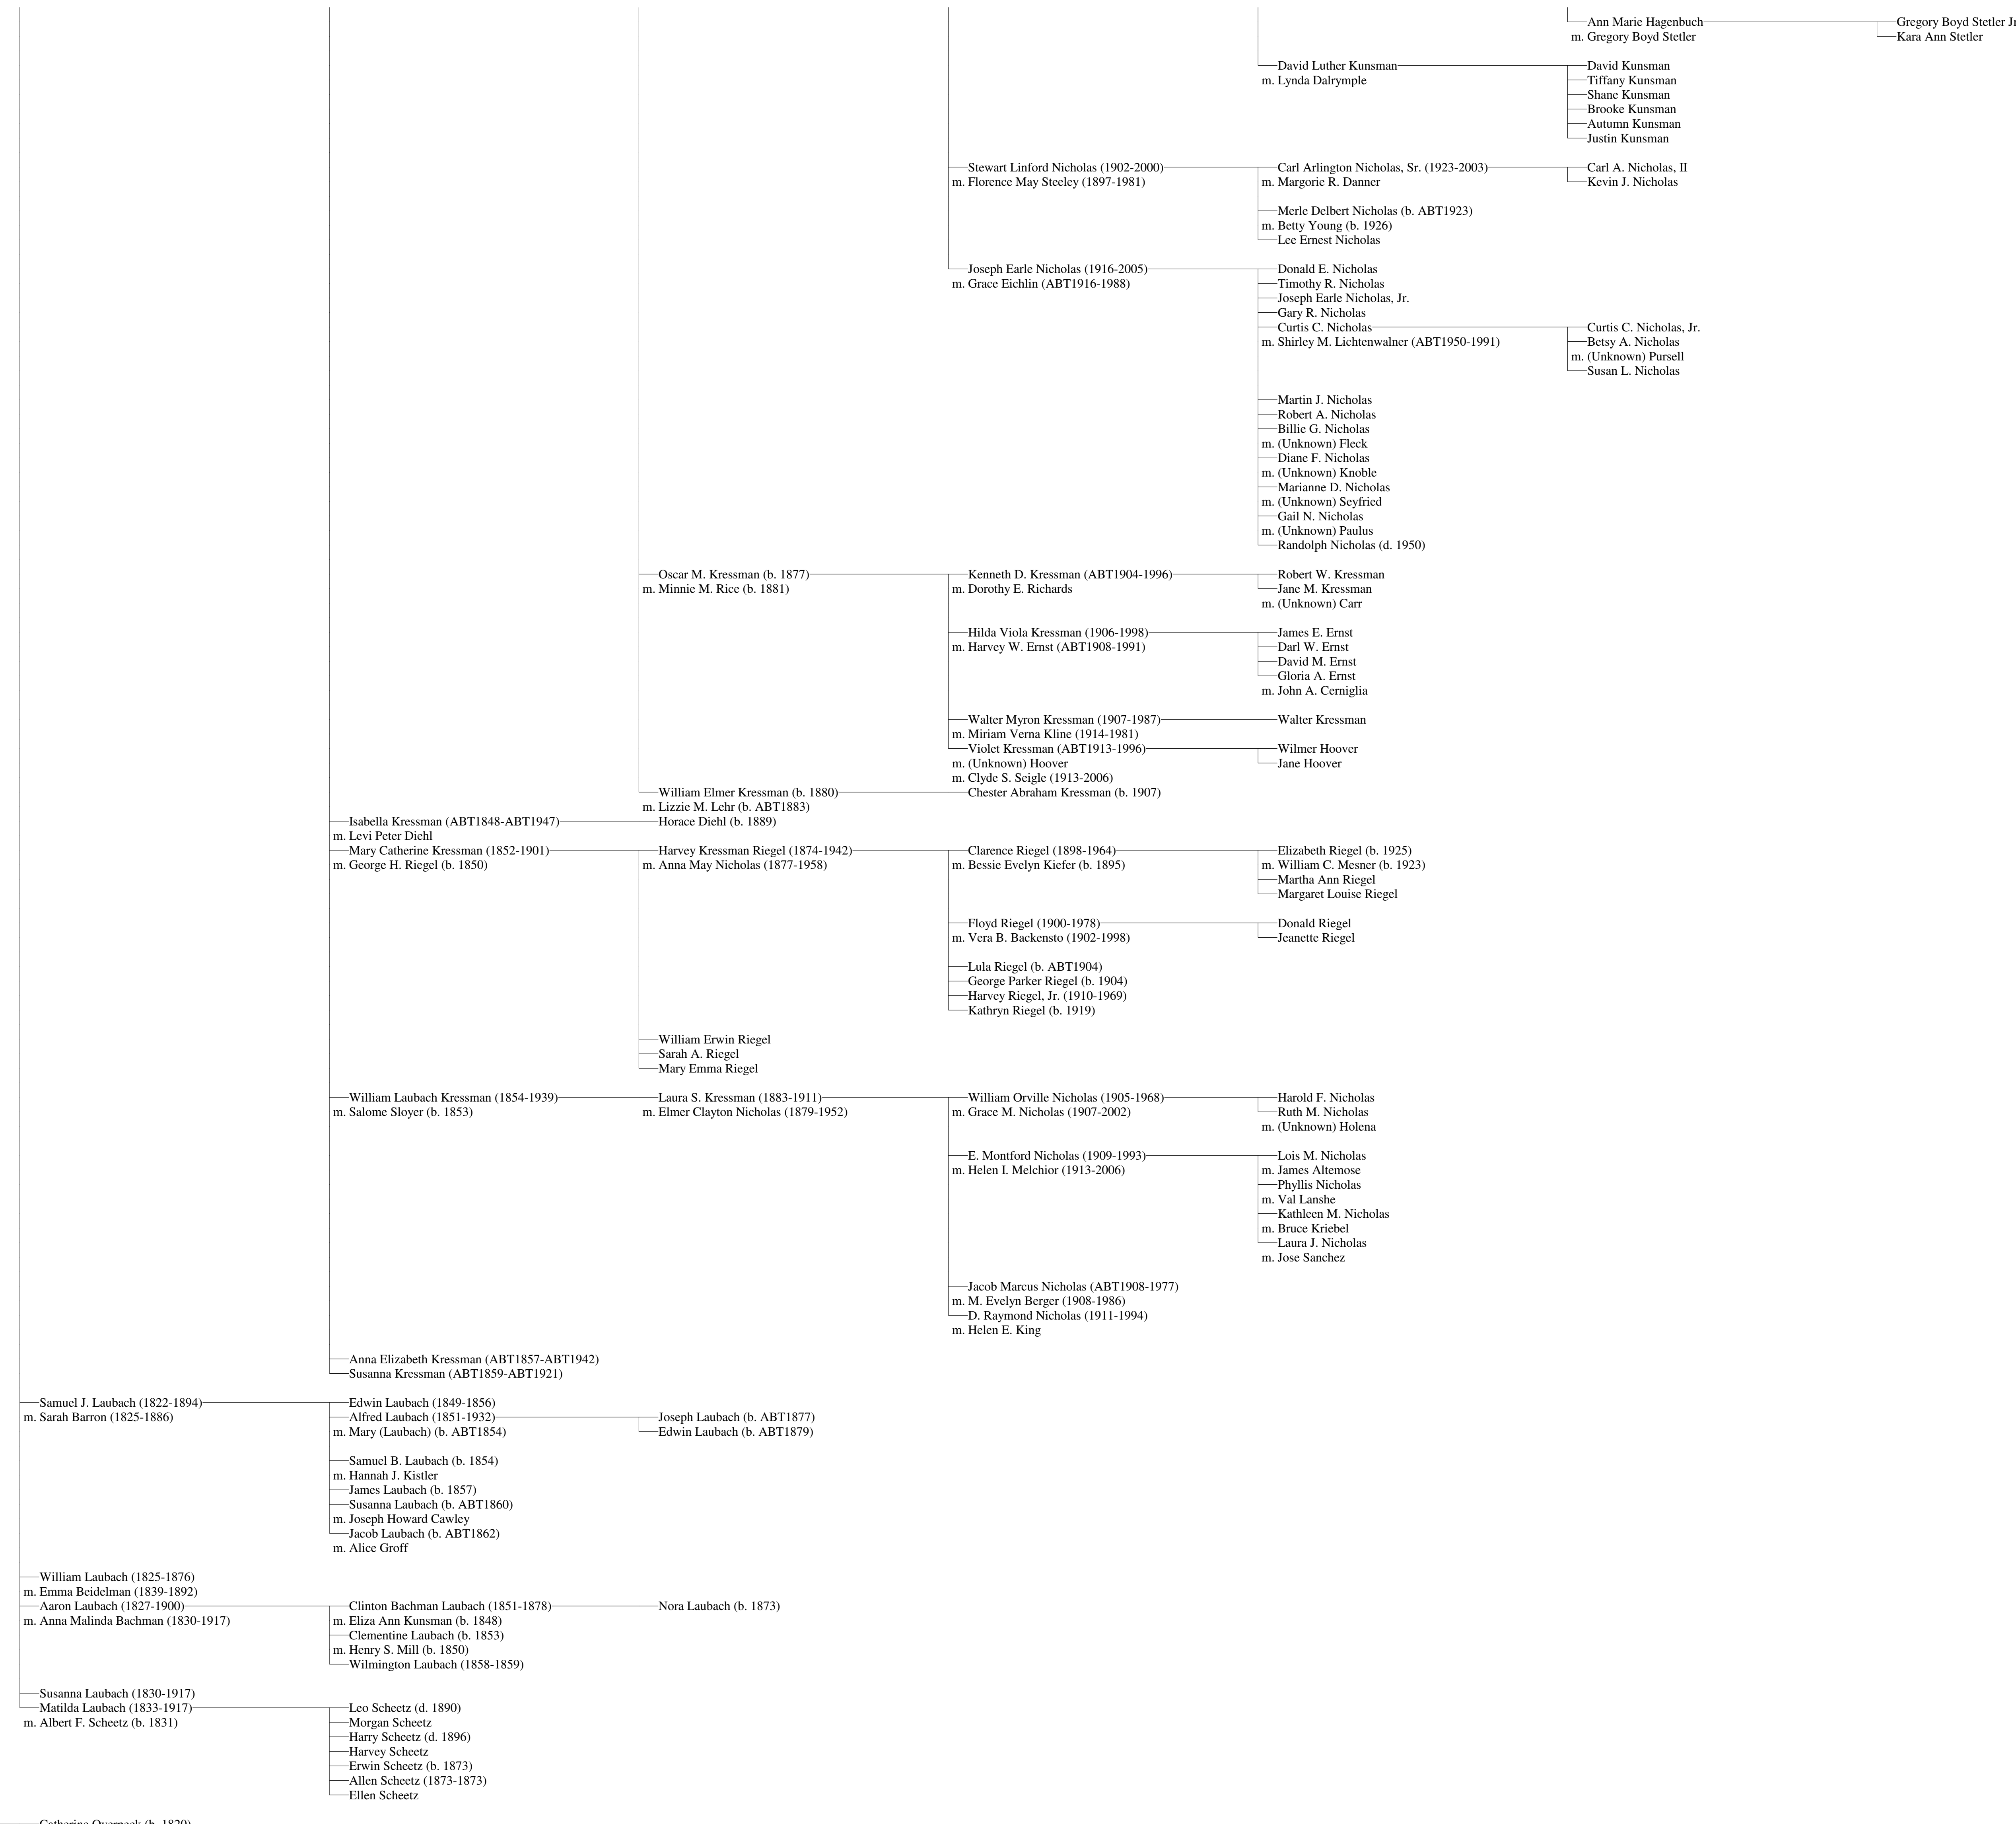 Ann Marie Hagenbuch
Gregory Boyd Stetler J
m. Gregory Boyd Stetler
Kara Ann Stetler
David Luther Kunsman
David Kunsman
m. Lynda Dalrymple
Tiffany Kunsman
Shane Kunsman
Brooke Kunsman
Autumn Kunsman
Justin Kunsman
Stewart Linford Nicholas (1902-2000)
Carl Arlington Nicholas, Sr. (1923-2003)
Carl A. Nicholas, II
m. Florence May Steeley (1897-1981)
m. Margorie R. Danner
Kevin J. Nicholas
Merle Delbert Nicholas (b. ABT1923)
m. Betty Young (b. 1926)
Lee Ernest Nicholas
Joseph Earle Nicholas (1916-2005)
Donald E. Nicholas
m. Grace Eichlin (ABT1916-1988)
Timothy R. Nicholas
Joseph Earle Nicholas, Jr.
Gary R. Nicholas
Curtis C. Nicholas
Curtis C. Nicholas, Jr.
m. Shirley M. Lichtenwalner (ABT1950-1991)
Betsy A. Nicholas
m. (Unknown) Pursell
Susan L. Nicholas
Martin J. Nicholas
Robert A. Nicholas
Billie G. Nicholas
m. (Unknown) Fleck
Diane F. Nicholas
m. (Unknown) Knoble
Marianne D. Nicholas
m. (Unknown) Seyfried
Gail N. Nicholas
m. (Unknown) Paulus
Randolph Nicholas (d. 1950)
Oscar M. Kressman (b. 1877)
Kenneth D. Kressman (ABT1904-1996)
Robert W. Kressman
m. Minnie M. Rice (b. 1881)
m. Dorothy E. Richards
Jane M. Kressman
m. (Unknown) Carr
Hilda Viola Kressman (1906-1998)
James E. Ernst
m. Harvey W. Ernst (ABT1908-1991)
Darl W. Ernst
David M. Ernst
Gloria A. Ernst
m. John A. Cerniglia
Walter Myron Kressman (1907-1987)
Walter Kressman
m. Miriam Verna Kline (1914-1981)
Violet Kressman (ABT1913-1996)
Wilmer Hoover
m. (Unknown) Hoover
Jane Hoover
m. Clyde S. Seigle (1913-2006)
William Elmer Kressman (b. 1880)
Chester Abraham Kressman (b. 1907)
m. Lizzie M. Lehr (b. ABT1883)
Isabella Kressman (ABT1848-ABT1947)
Horace Diehl (b. 1889)
m. Levi Peter Diehl
Mary Catherine Kressman (1852-1901)
Harvey Kressman Riegel (1874-1942)
Clarence Riegel (1898-1964)
Elizabeth Riegel (b. 1925)
m. George H. Riegel (b. 1850)
m. Anna May Nicholas (1877-1958)
m. Bessie Evelyn Kiefer (b. 1895)
m. William C. Mesner (b. 1923)
Martha Ann Riegel
Margaret Louise Riegel
Floyd Riegel (1900-1978)
Donald Riegel
m. Vera B. Backensto (1902-1998)
Jeanette Riegel
Lula Riegel (b. ABT1904)
George Parker Riegel (b. 1904)
Harvey Riegel, Jr. (1910-1969)
Kathryn Riegel (b. 1919)
William Erwin Riegel
Sarah A. Riegel
Mary Emma Riegel
William Laubach Kressman (1854-1939)
Laura S. Kressman (1883-1911)
William Orville Nicholas (1905-1968)
Harold F. Nicholas
m. Salome Sloyer (b. 1853)
m. Elmer Clayton Nicholas (1879-1952)
m. Grace M. Nicholas (1907-2002)
Ruth M. Nicholas
m. (Unknown) Holena
E. Montford Nicholas (1909-1993)
Lois M. Nicholas
m. Helen I. Melchior (1913-2006)
m. James Altemose
Phyllis Nicholas
m. Val Lanshe
Kathleen M. Nicholas
m. Bruce Kriebel
Laura J. Nicholas
m. Jose Sanchez
Jacob Marcus Nicholas (ABT1908-1977)
m. M. Evelyn Berger (1908-1986)
D. Raymond Nicholas (1911-1994)
m. Helen E. King
Anna Elizabeth Kressman (ABT1857-ABT1942)
Susanna Kressman (ABT1859-ABT1921)
Samuel J. Laubach (1822-1894)
Edwin Laubach (1849-1856)
m. Sarah Barron (1825-1886)
Alfred Laubach (1851-1932)
Joseph Laubach (b. ABT1877)
m. Mary (Laubach) (b. ABT1854)
Edwin Laubach (b. ABT1879)
Samuel B. Laubach (b. 1854)
m. Hannah J. Kistler
James Laubach (b. 1857)
Susanna Laubach (b. ABT1860)
m. Joseph Howard Cawley
Jacob Laubach (b. ABT1862)
m. Alice Groff
William Laubach (1825-1876)
m. Emma Beidelman (1839-1892)
Aaron Laubach (1827-1900)
Clinton Bachman Laubach (1851-1878)
Nora Laubach (b. 1873)
m. Anna Malinda Bachman (1830-1917)
m. Eliza Ann Kunsman (b. 1848)
Clementine Laubach (b. 1853)
m. Henry S. Mill (b. 1850)
Wilmington Laubach (1858-1859)
Susanna Laubach (1830-1917)
Matilda Laubach (1833-1917)
Leo Scheetz (d. 1890)
m. Albert F. Scheetz (b. 1831)
Morgan Scheetz
Harry Scheetz (d. 1896)
Harvey Scheetz
Erwin Scheetz (b. 1873)
Allen Scheetz (1873-1873)
Ellen Scheetz
Catherine (b. 1820)